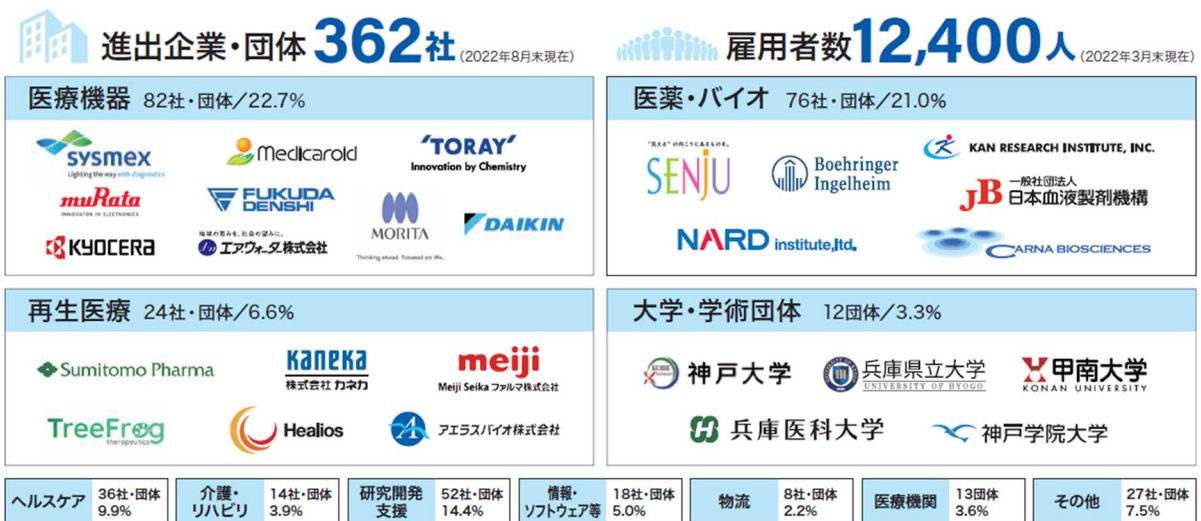 進出企業・団体 362社 (2022年8月末現在)
雇用者数12,400人 (2022年3月末現在)
医療機器 82社・団体/22.7%
sysmex
Lighting the way with diagnostics
Medicaroid
'TORAY'
Innovation by Chemistry
muRata
INNOVATOR IN ELECTRONICS
FUKUDA
DENSHI
MORITA
Thinking ahead. Focused on life.
DAIKIN
KYOCERA
地球の恵みを、社会の望みに。
エア・ウォーター株式会社
医薬・バイオ 76社・団体/21.0%
"見える"の向こうにあるものを。
SENJU
Boehringer
Ingelheim
KAN RESEARCH INSTITUTE, INC.
JB 一般社団法人
日本血液製剤機構
NARD institute,ltd.
CARNA BIOSCIENCES
再生医療 24社・団体/6.6%
Sumitomo Pharma
Kaneka
株式会社 カネカ
meiji
Meiji Seika ファルマ株式会社
TreeFrog
therapeutics
Healios
A アエラスバイオ株式会社
大学・学術団体 12団体/3.3%
KOBE
神戸大学
兵庫県立大学
UNIVERSITY OF HYOGO
甲南大学
KONAN UNIVERSITY
兵庫医科大学
神戸学院大学
ヘルスケア
36社・団体
9.9%
介護・
リハビリ
14社・団体
3.9%
研究開発
支援
52社・団体
14.4%
情報・
ソフトウェア等
18社・団体
5.0%
物流
8社・団体
2.2%
医療機関
13団体
3.6%
その他
27社・団体
7.5%